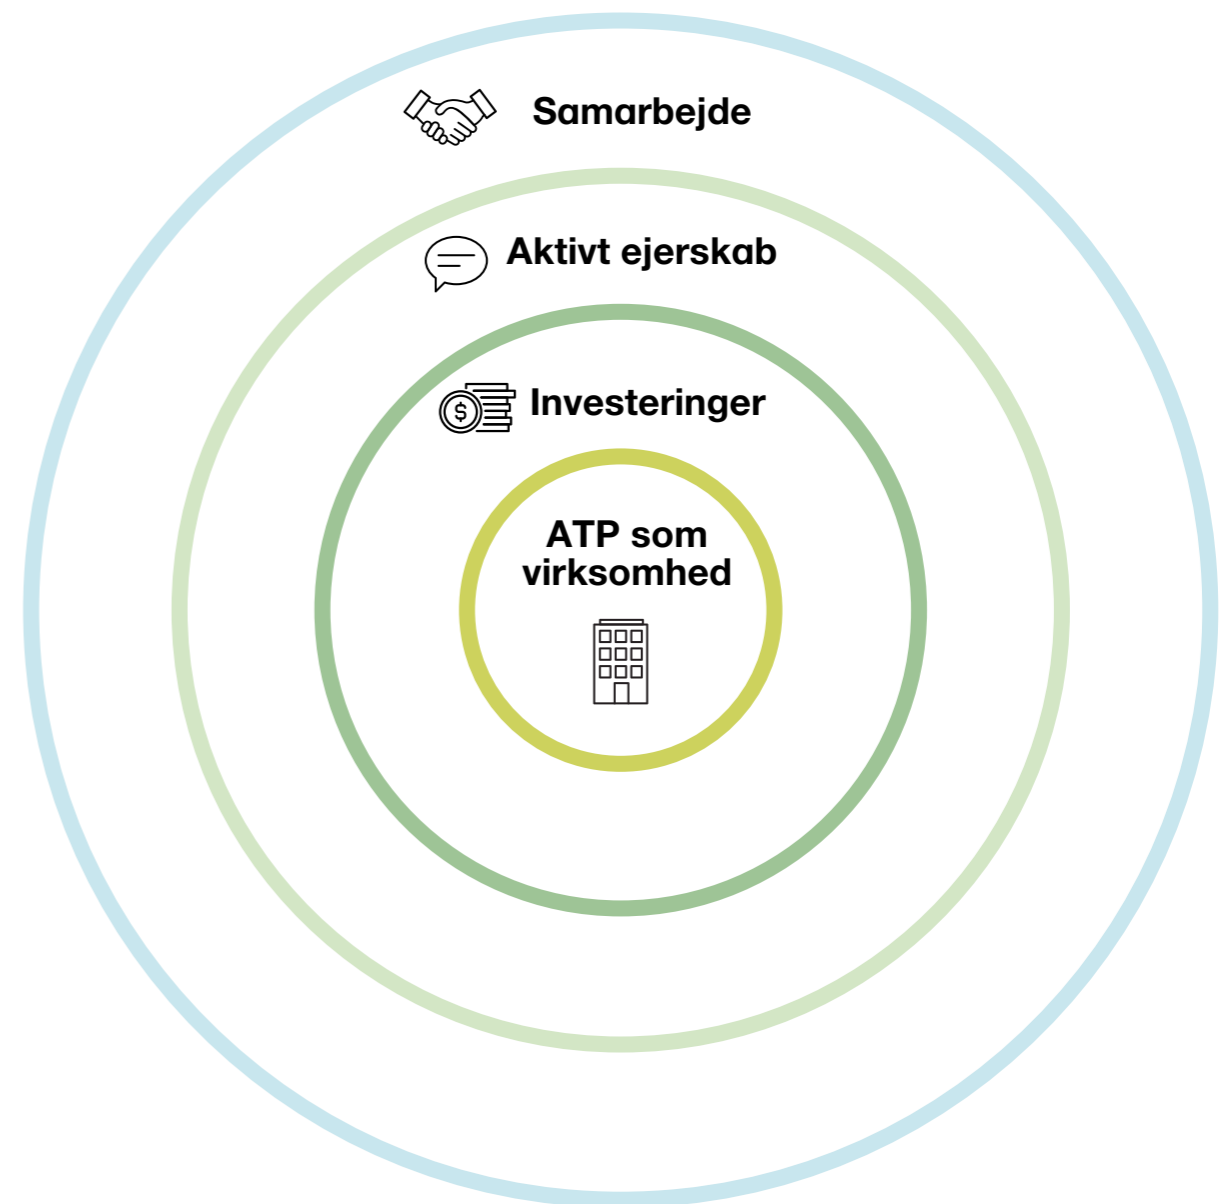 Samarbejde
Aktivt ejerskab
$ Investeringer
ATP som
virksomhed